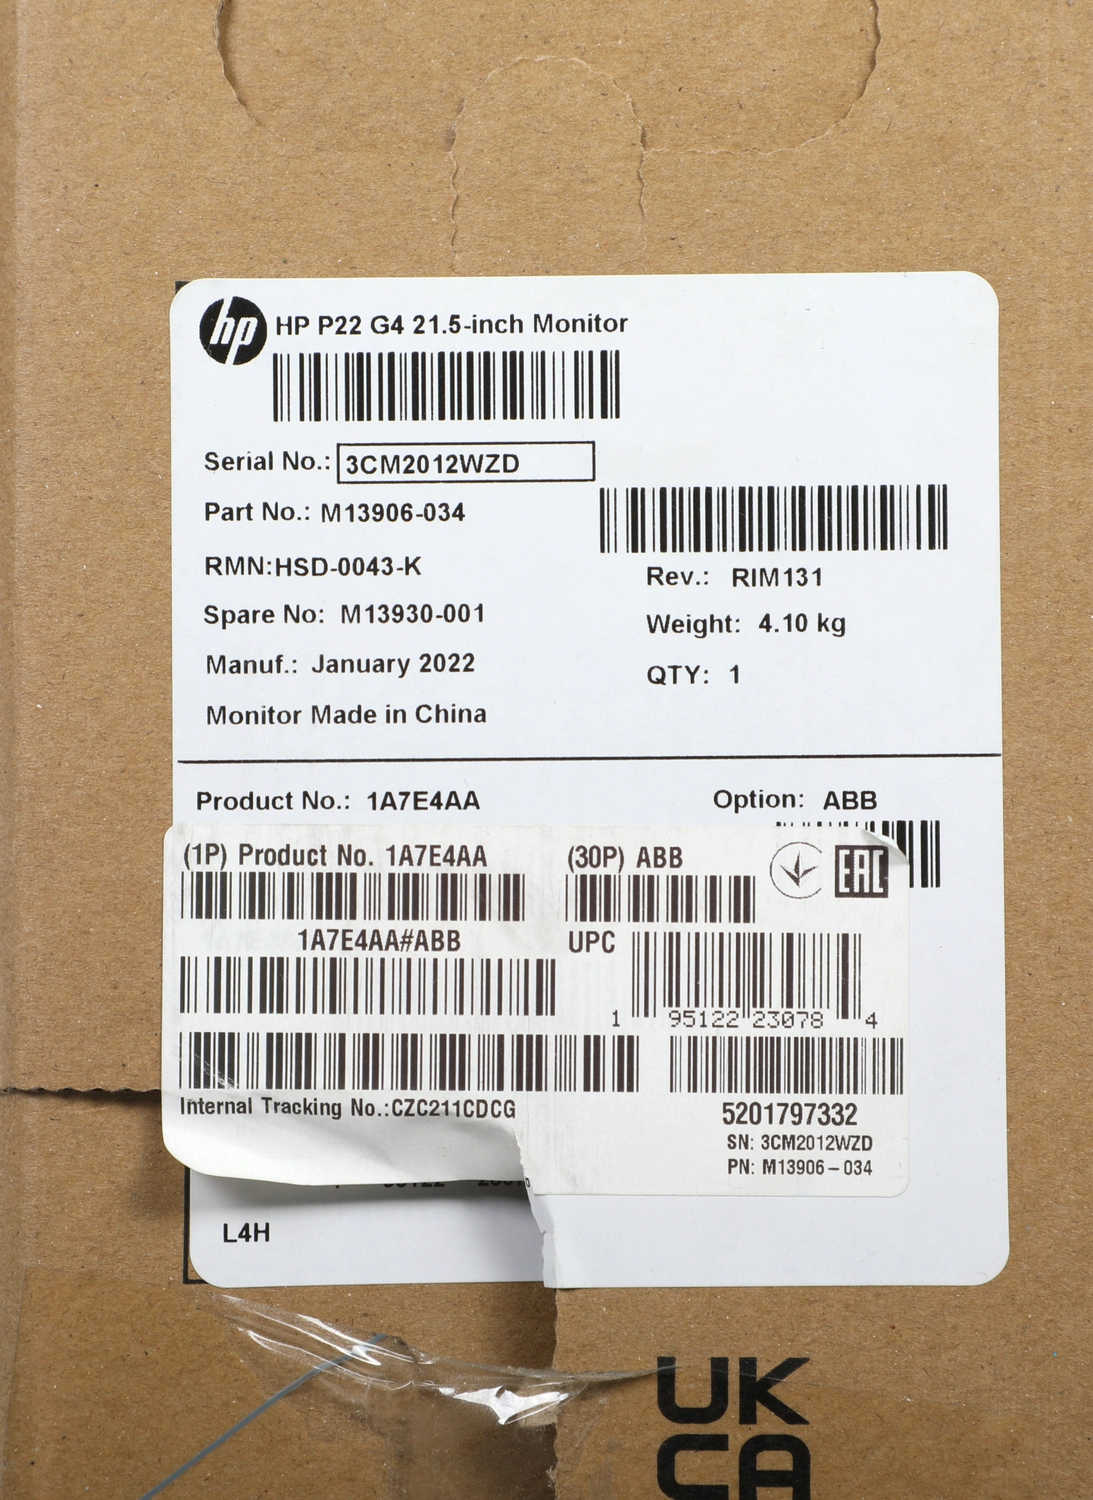 hp HP P22 G4 21.5-inch Monitor
Serial No.: 3CM2012WZD
Part No.: M13906-034
RMN:HSD-0043-K
Rev.: RIM131
Spare No: M13930-001
Weight: 4.10 kg
Manuf.: January 2022
QTY: 1
Monitor Made in China
Product No.: 1A7E4AA
Option: ABB
(1P) Product No. 1A7E4AA
(30P) ABB
EAC
1A7E4AA#ABB
UPC
1 95122 23078 4
Internal Tracking No.:CZC211CDCG
5201797332
SN: 3CM2012WZD
PN: M13906-034
L4H
UK
CA